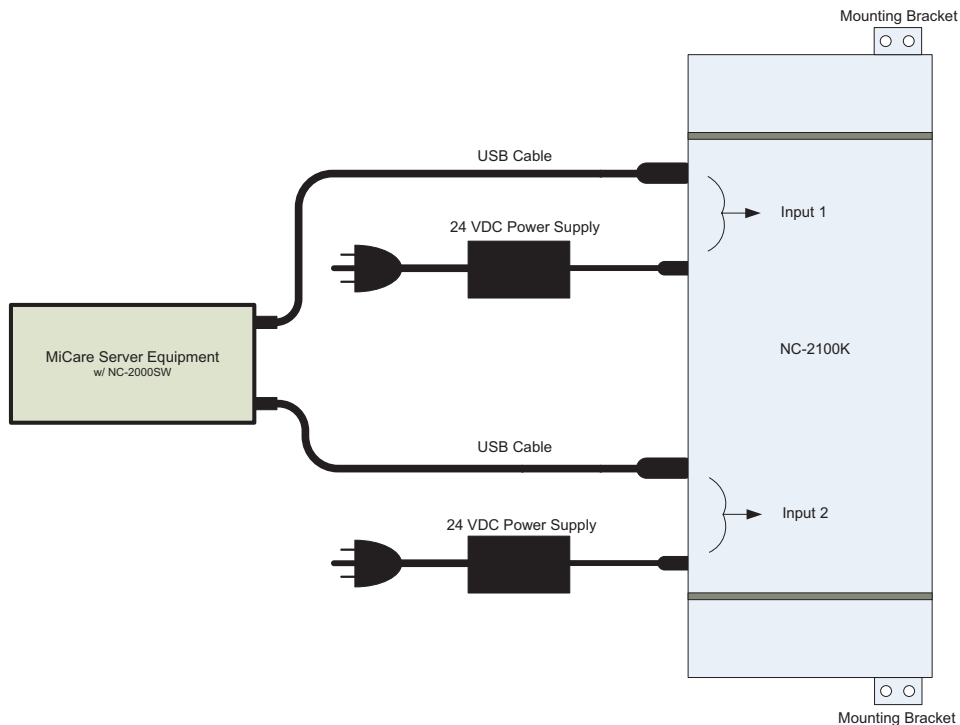 Mounting Bracket
USB Cable
Input 1
24 VDC Power Supply
MiCare Server Equipment
w/ NC-2000SW
NC-2100K
USB Cable
Input 2
24 VDC Power Supply
Mounting Bracket